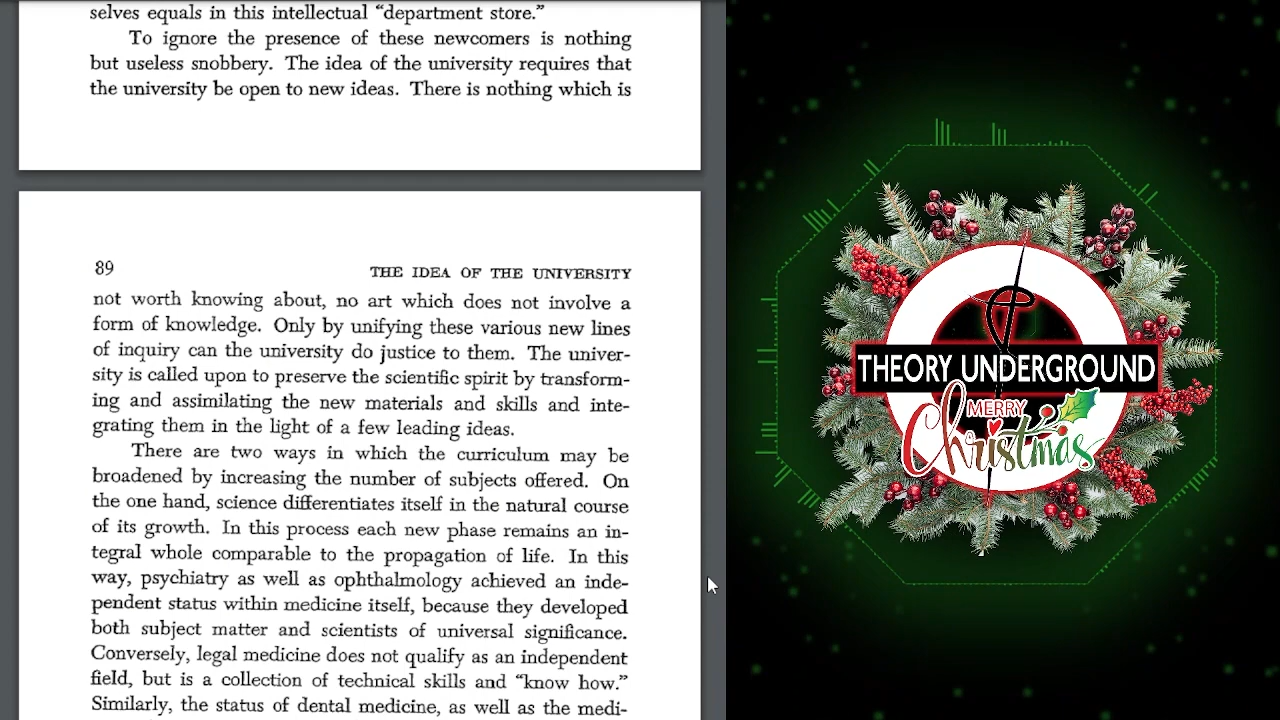 selves equals in this intellectual “department store.”
To ignore the presence of these newcomers is nothing
but useless snobbery. The idea of the university requires that
the university be open to new ideas. There is nothing which is
89 THE IDEA OF THE UNIVERSITY
not worth knowing about, no art which does not involve a
form of knowledge. Only by unifying these various new lines
of inquiry can the university do justice to them. The univer-
sity is called upon to preserve the scientific spirit by transform-
ing and assimilating the new materials and skills and inte-
grating them in the light of a few leading ideas.
There are two ways in which the curriculum may be
broadened by increasing the number of subjects offered. On
the one hand, science differentiates itself in the natural course
of its growth. In this process each new phase remains an in-
tegral whole comparable to the propagation of life. In this
way, psychiatry as well as ophthalmology achieved an inde-
pendent status within medicine itself, because they developed
both subject matter and scientists of universal significance.
Conversely, legal medicine does not qualify as an independent
field, but is a collection of technical skills and “know how.”
Similarly, the status of dental medicine, as well as the medi-
THEORY UNDERGROUND
MERRY
Christmas